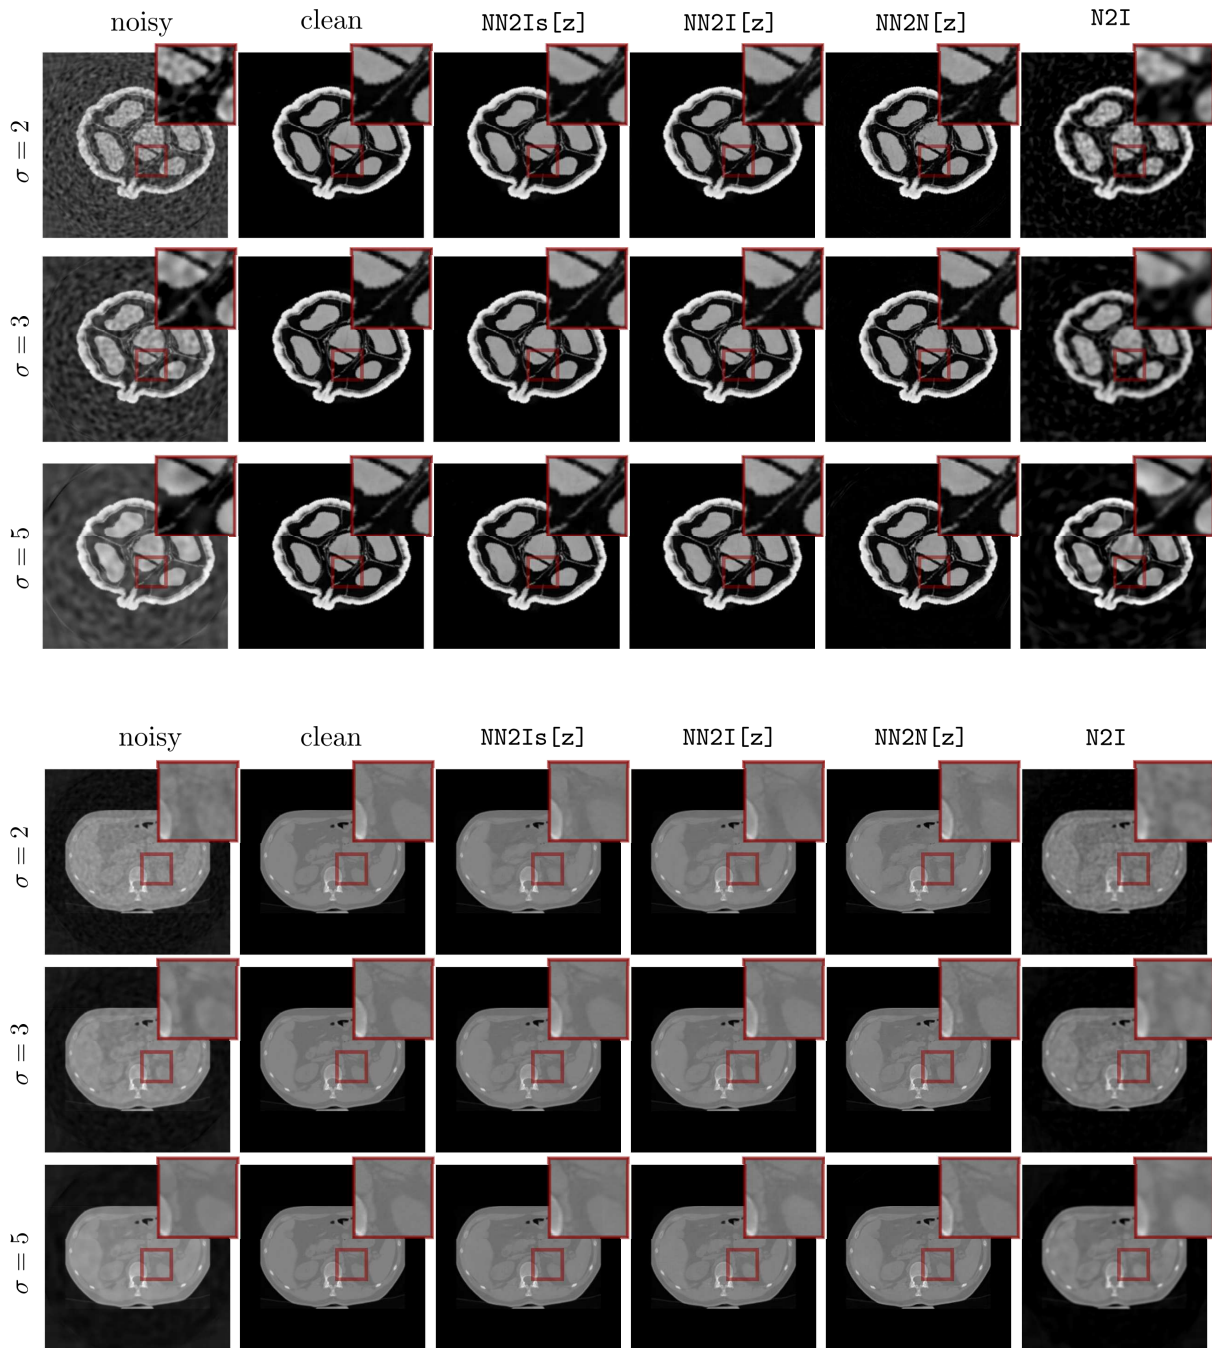 noisy clean NN2Is[z] NN2I[z] NN2N[z] N2I
σ = 2
σ = 3
σ = 5
noisy clean NN2Is[z] NN2I[z] NN2N[z] N2I
σ = 2
σ = 3
σ = 5